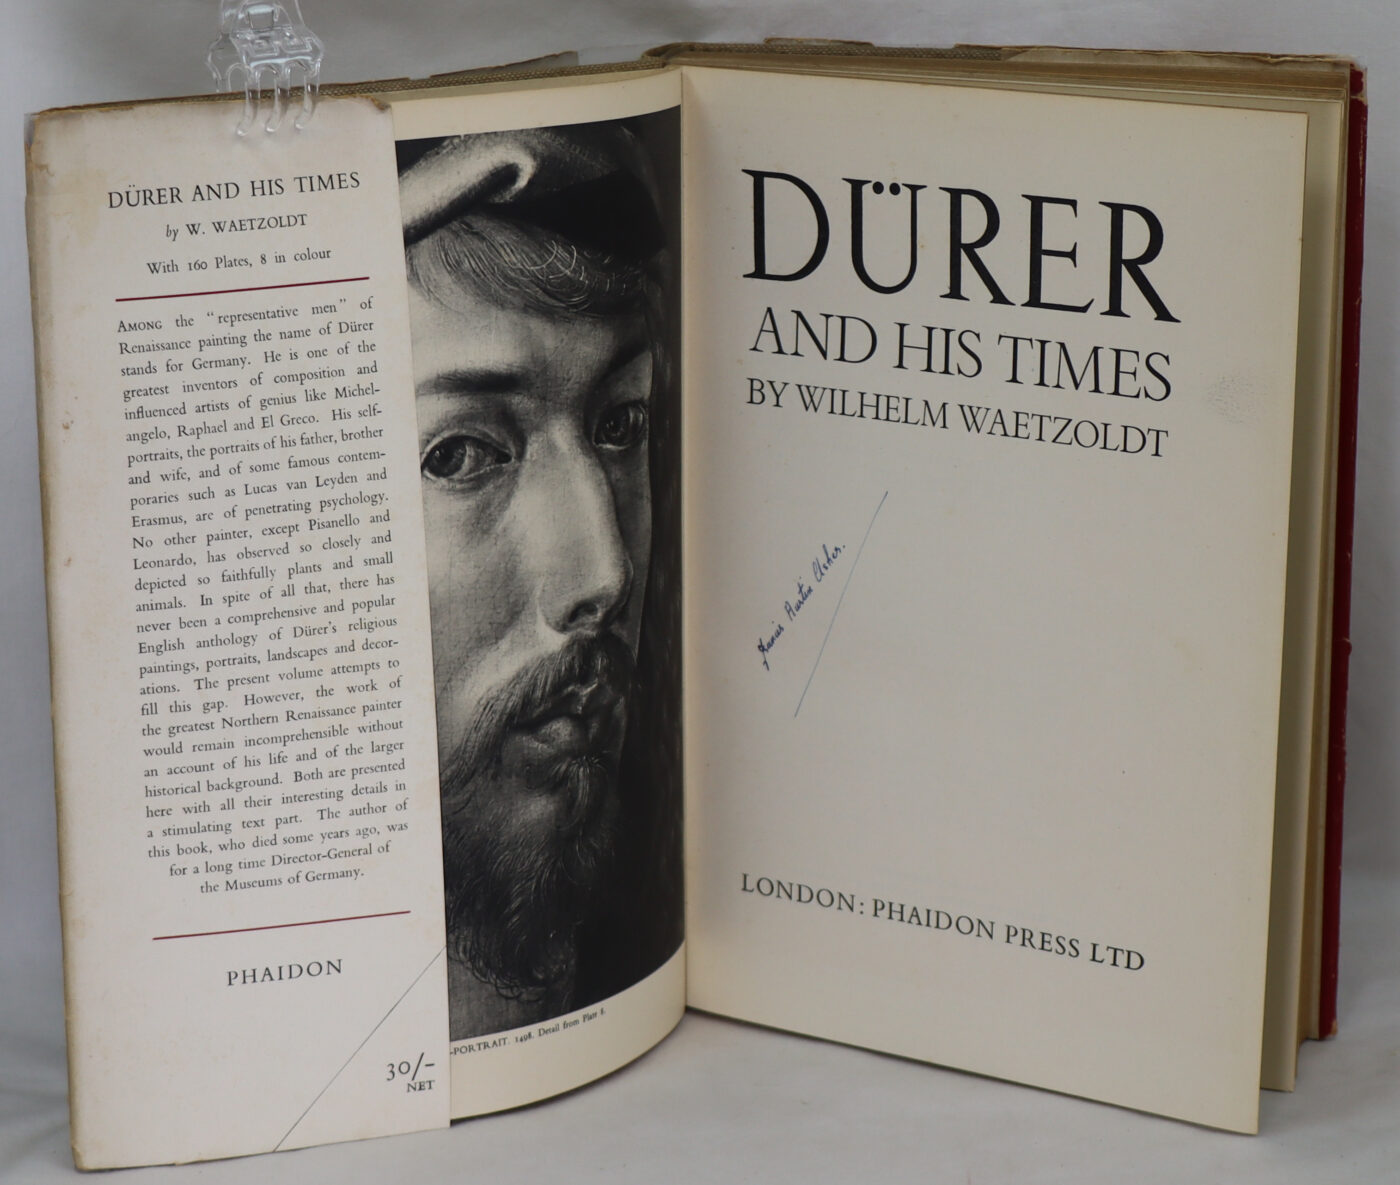 DÜRER AND HIS TIMES
by W. WAETZOLDT
With 160 Plates, 8 in colour
AMONG the "representative men" of
Renaissance painting the name of Dürer
stands for Germany. He is one of the
greatest inventors of composition and
influenced artists of genius like Michel-
angelo, Raphael and El Greco. His self-
portraits, the portraits of his father, brother
and wife, and of some famous contem-
poraries such as Lucas van Leyden and
Erasmus, are of penetrating psychology.
No other painter, except Pisanello and
Leonardo, has observed so closely and
depicted so faithfully plants and small
animals. In spite of all that, there has
never been a comprehensive and popular
English anthology of Dürer's religious
paintings, portraits, landscapes and decor-
ations. The present volume attempts to
fill this gap. However, the work of
the greatest Northern Renaissance painter
would remain incomprehensible without
an account of his life and of the larger
historical background. Both are presented
here with all their interesting details in
a stimulating text part. The author of
this book, who died some years ago, was
for a long time Director-General of
the Museums of Germany.
PHAIDON
30/-
NET
-PORTRAIT. 1498. Detail from Plate 8.
DÜRER
AND HIS TIMES
BY WILHELM WAETZOLDT
Austin
LONDON: PHAIDON PRESS LTD